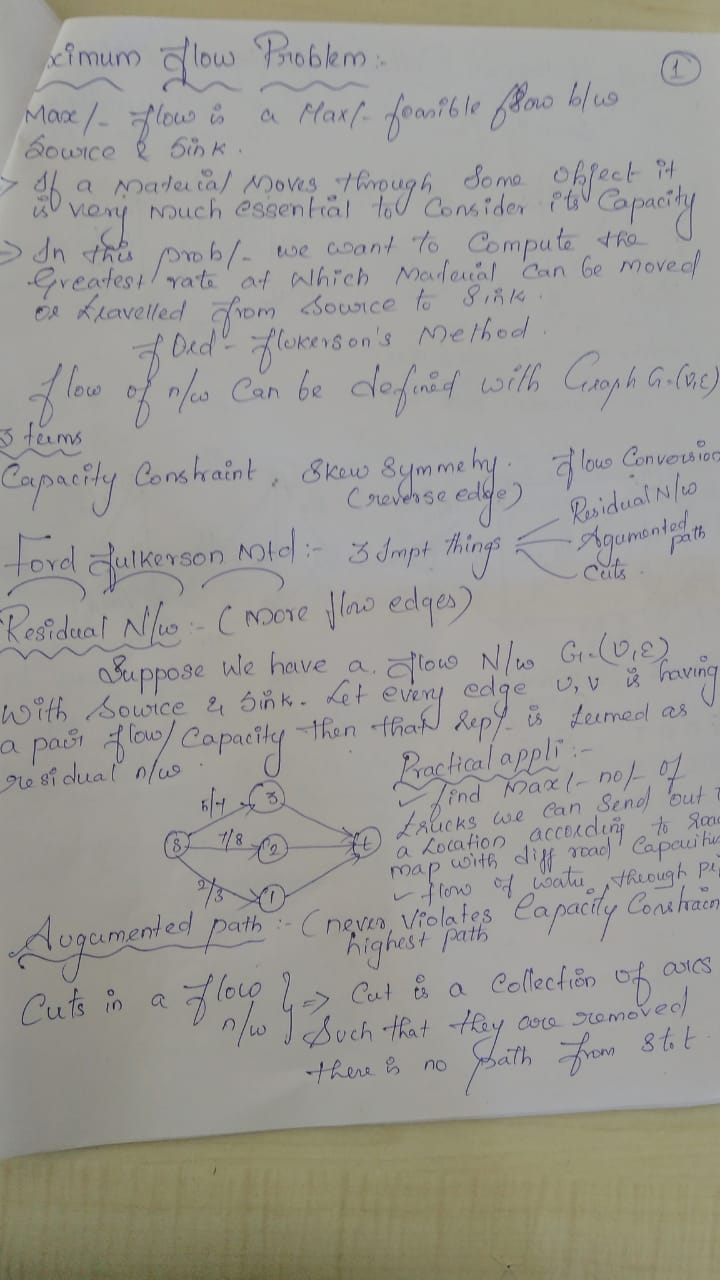 ximum flow Problem :-
1
Max/- flow is a Max/- feasible flow b/w
Source & Sink.
> If a Material Moves through Some object it
is very much essential to Consider its Capacity
=> In this prob/- we want to Compute the
Greatest rate at which Material Can be moved
or travelled from Source to Sink.
ford - flukerson's Method.
flow of n/w Can be defined with Graph G=(V,E)
3 terms
Capacity Constraint, Skew Symmetry. flow Conversion
(reverse edge)
Ford fulkerson Mtd :- 3 Impt things
Residual N/w
Agumented path
Cuts.
Residual N/w :- (more flow edges)
Suppose We have a flow N/w G=(V,E)
With Source & Sink. Let every edge U,V is having
a pair flow/Capacity then that Rep/- is termed as
residual n/w.
Practical appli :-
✓ find Max/- no/- of
trucks we can Send out
a Location according to
map with diff road
✓ flow of through
5/
3
S
7/8
2
t
2/3
1
Augumented path :- (never Violates Capacity
highest path
Cuts in a flow n/w } => Cut is a Collection of arcs
Such that they are removed
there is no path from S to t